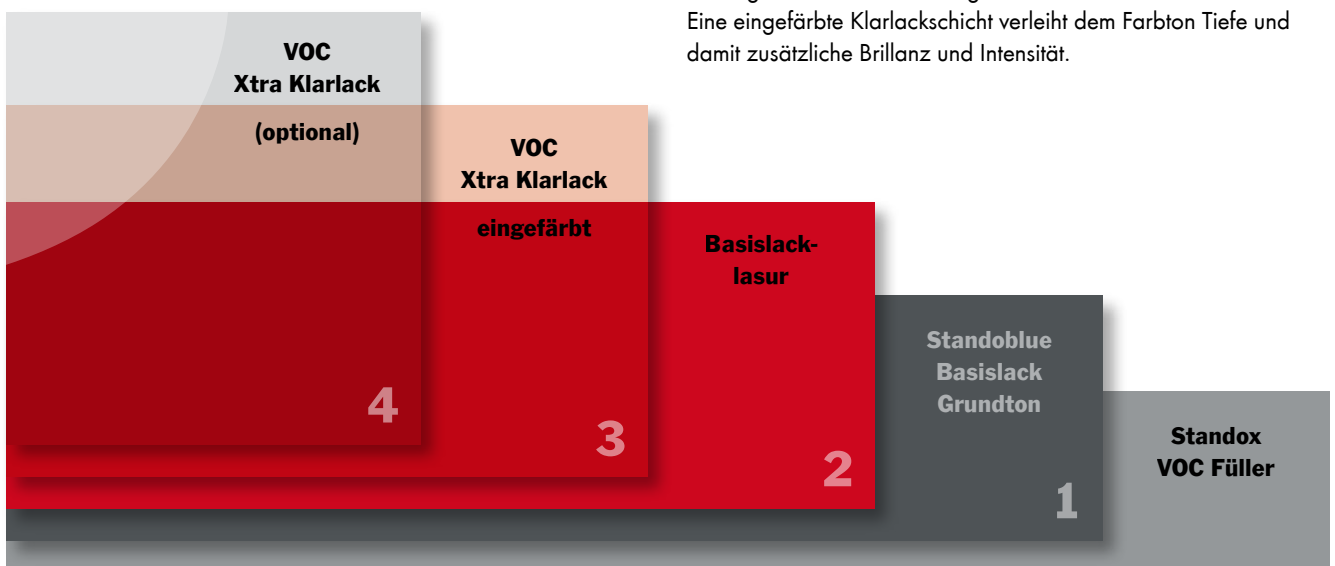 Eine eingefärbte Klarlackschicht verleiht dem Farbton Tiefe und
damit zusätzliche Brillanz und Intensität.
VOC
Xtra Klarlack
(optional)
4
VOC
Xtra Klarlack
eingefärbt
3
Basislack-
lasur
2
Standoblue
Basislack
Grundton
1
Standox
VOC Füller